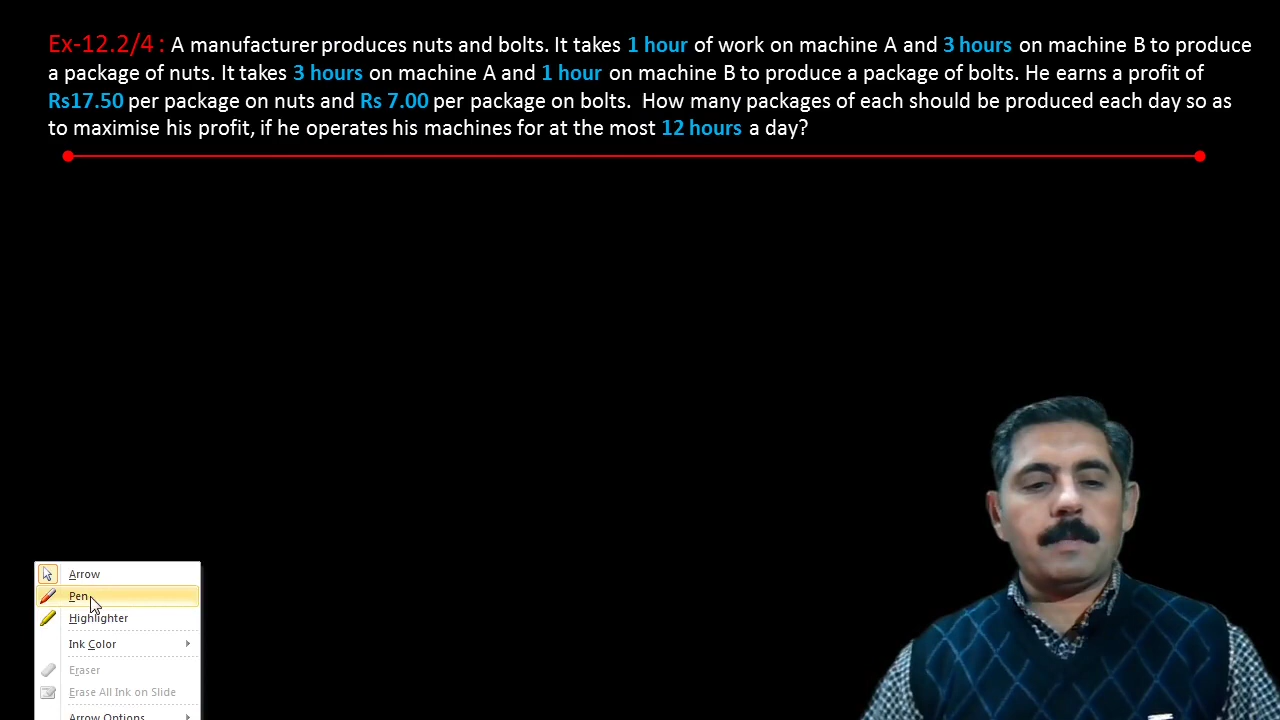 Ex-12.2/4 : A manufacturer produces nuts and bolts. It takes 1 hour of work on machine A and 3 hours on machine B to produce
a package of nuts. It takes 3 hours on machine A and 1 hour on machine B to produce a package of bolts. He earns a profit of
Rs17.50 per package on nuts and Rs 7.00 per package on bolts. How many packages of each should be produced each day so as
to maximise his profit, if he operates his machines for at the most 12 hours a day?
Arrow
Pen
Highlighter
Ink Color
Eraser
Erase All Ink on Slide
Arrow Options